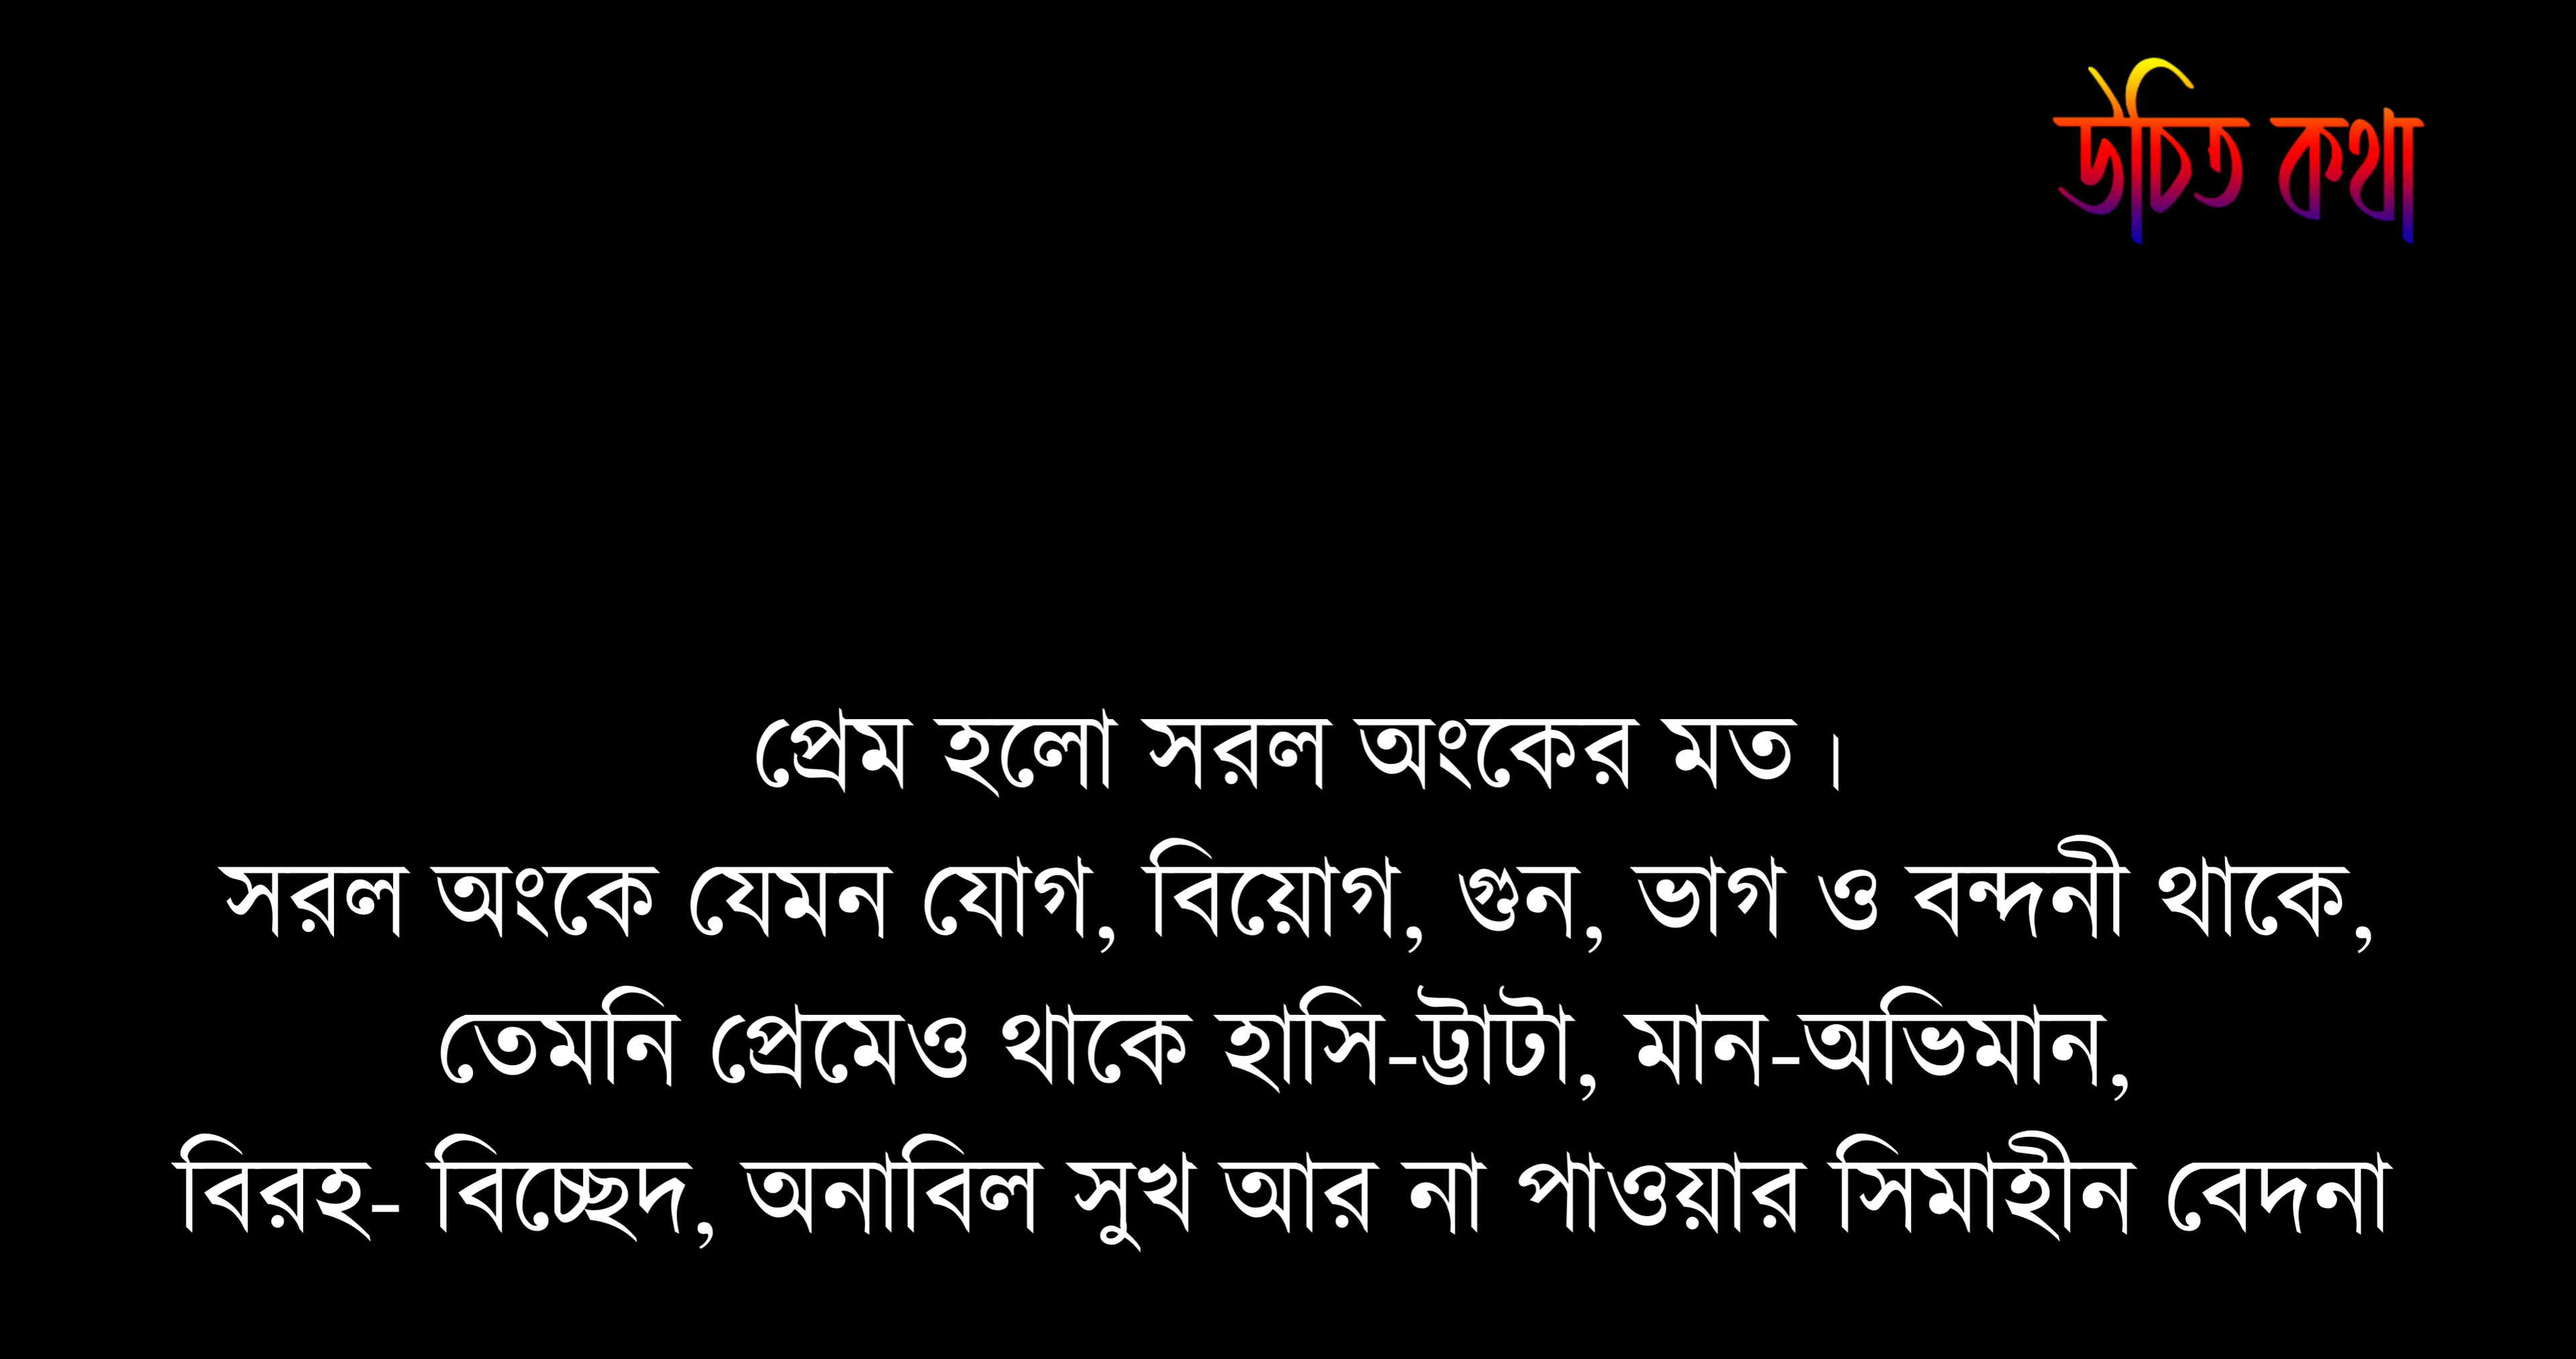 উচিত কথা
প্রেম হলো সরল অংকের মত।
সরল অংকে যেমন যোগ, বিয়োগ, গুন, ভাগ ও বন্দনী থাকে,
তেমনি প্রেমেও থাকে হাসি-ট্টাটা, মান-অভিমান,
বিরহ- বিচ্ছেদ, অনাবিল সুখ আর না পাওয়ার সিমাহীন বেদনা